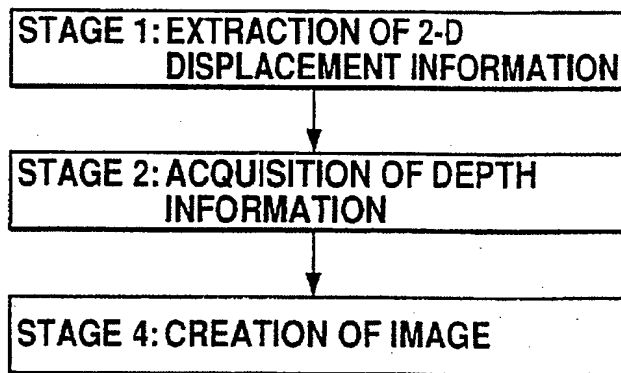 STAGE 1: EXTRACTION OF 2-D
DISPLACEMENT INFORMATION
STAGE 2: ACQUISITION OF DEPTH
INFORMATION
STAGE 4: CREATION OF IMAGE